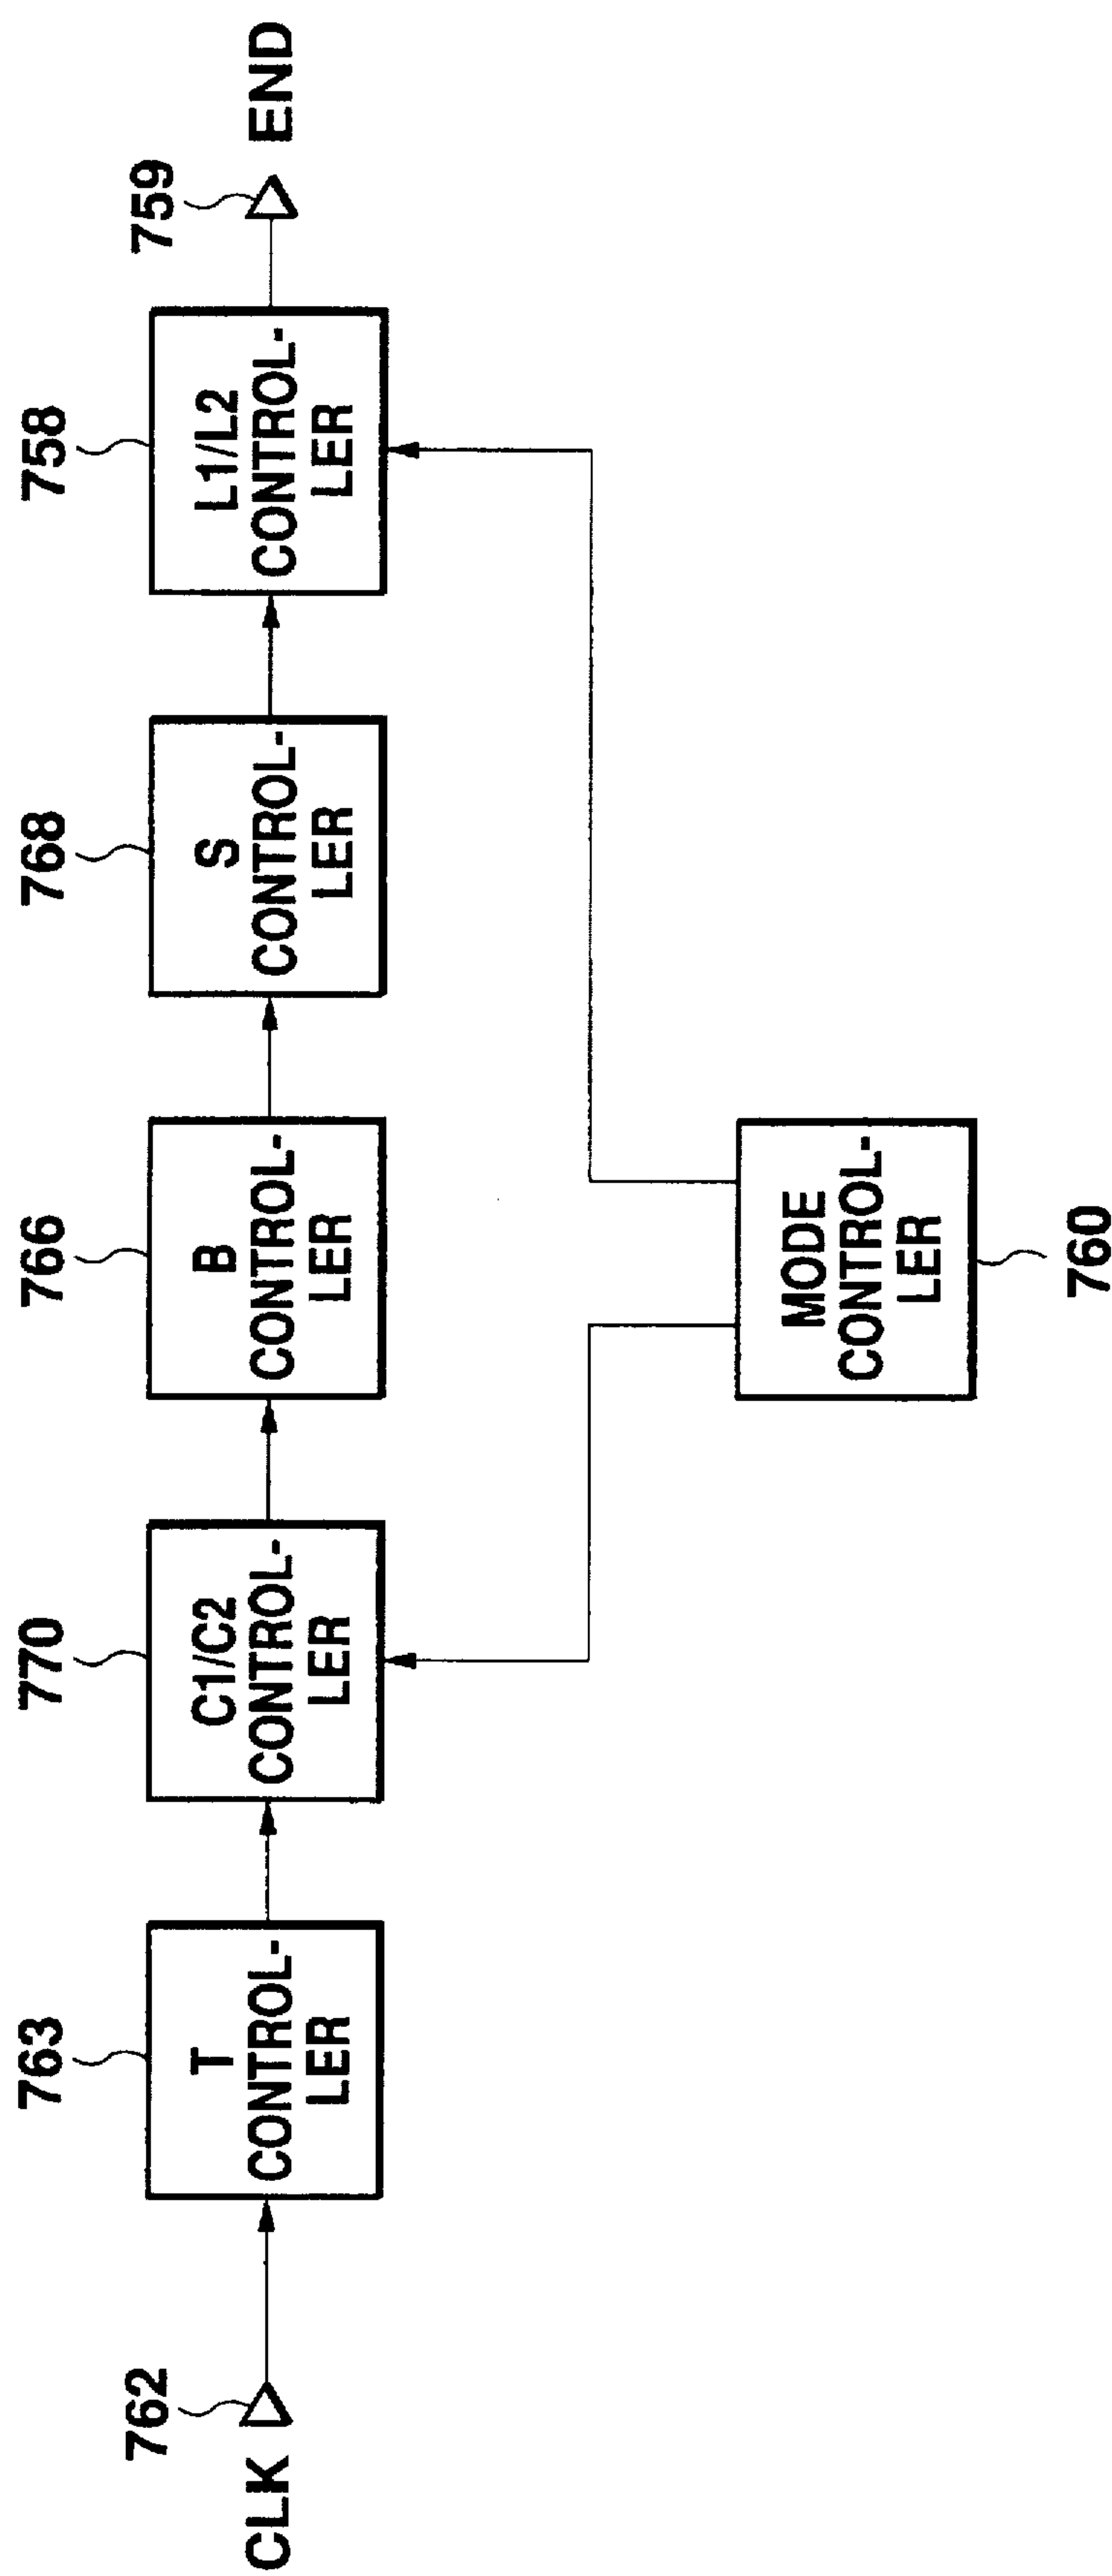 CLK
762
763
T
CONTROL-
LER
770
C1/C2
CONTROL-
LER
766
B
CONTROL-
LER
768
S
CONTROL-
LER
758
L1/L2
CONTROL-
LER
759
END
MODE
CONTROL-
LER
760